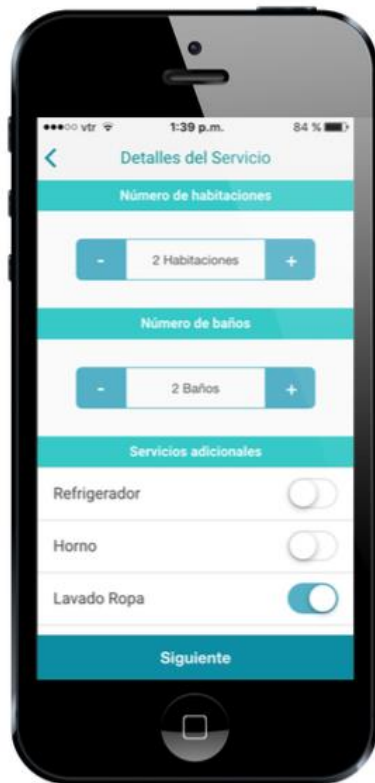 vtr 1:39 p.m. 84 %
Detalles del Servicio
Número de habitaciones
- 2 Habitaciones +
Número de baños
- 2 Baños +
Servicios adicionales
Refrigerador
Horno
Lavado Ropa
Siguiente